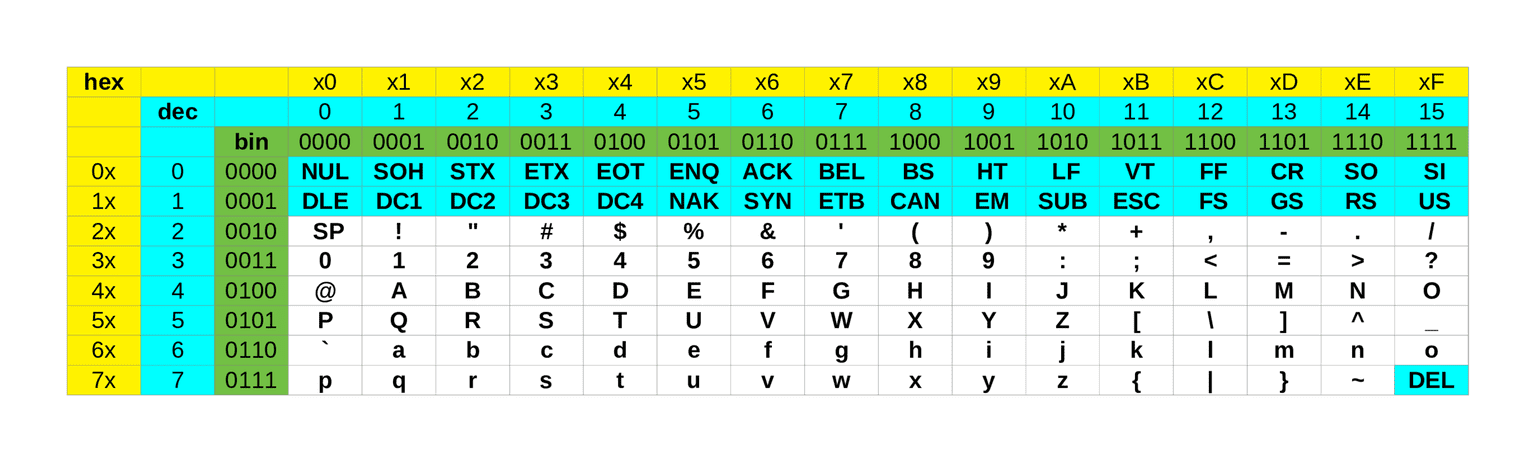 hex x0 x1 x2 x3 x4 x5 x6 x7 x8 x9 xA xB xC xD xE xF
dec 0 1 2 3 4 5 6 7 8 9 10 11 12 13 14 15
bin 0000 0001 0010 0011 0100 0101 0110 0111 1000 1001 1010 1011 1100 1101 1110 1111
0x 0 0000 NUL SOH STX ETX EOT ENQ ACK BEL BS HT LF VT FF CR SO SI
1x 1 0001 DLE DC1 DC2 DC3 DC4 NAK SYN ETB CAN EM SUB ESC FS GS RS US
2x 2 0010 SP ! " # $ % & ' ( ) * + , - . /
3x 3 0011 0 1 2 3 4 5 6 7 8 9 : ; < = > ?
4x 4 0100 @ A B C D E F G H I J K L M N O
5x 5 0101 P Q R S T U V W X Y Z [ \ ] ^ _
6x 6 0110 ` a b c d e f g h i j k l m n o
7x 7 0111 p q r s t u v w x y z { | } ~ DEL